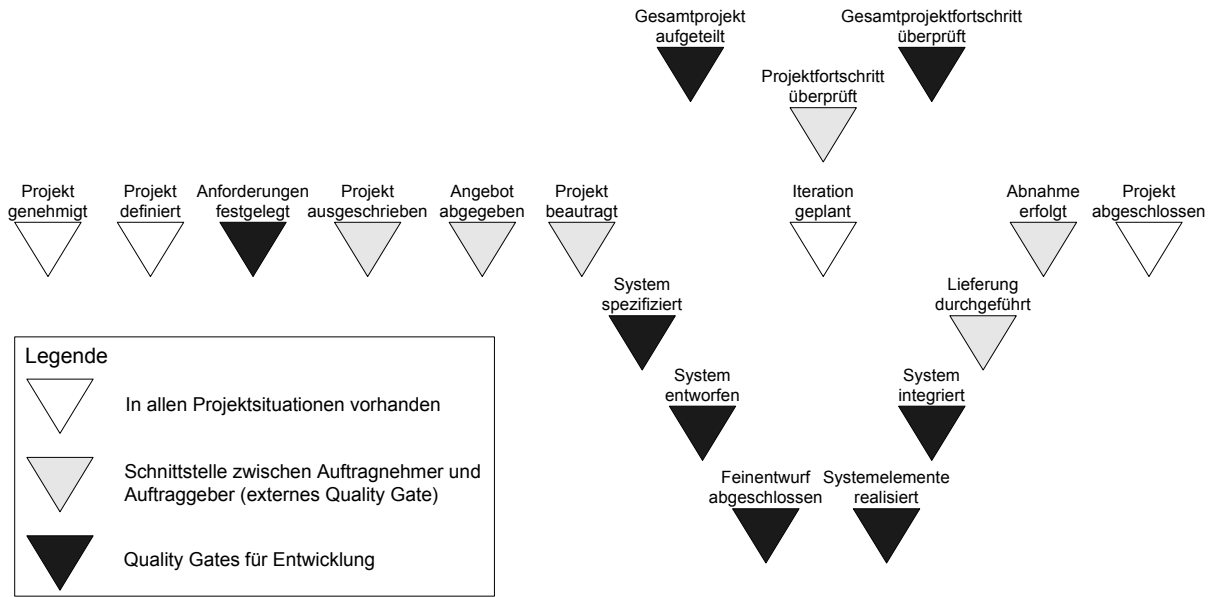 Gesamtprojekt
aufgeteilt
Gesamtprojektfortschritt
überprüft
Projektfortschritt
überprüft
Projekt
genehmigt
Projekt
definiert
Anforderungen
festgelegt
Projekt
ausgeschrieben
Angebot
abgegeben
Projekt
beautragt
Iteration
geplant
Abnahme
erfolgt
Projekt
abgeschlossen
System
spezifiziert
Lieferung
durchgeführt
System
entworfen
System
integriert
Feinentwurf
abgeschlossen
Systemelemente
realisiert
Legende
In allen Projektsituationen vorhanden
Schnittstelle zwischen Auftragnehmer und
Auftraggeber (externes Quality Gate)
Quality Gates für Entwicklung